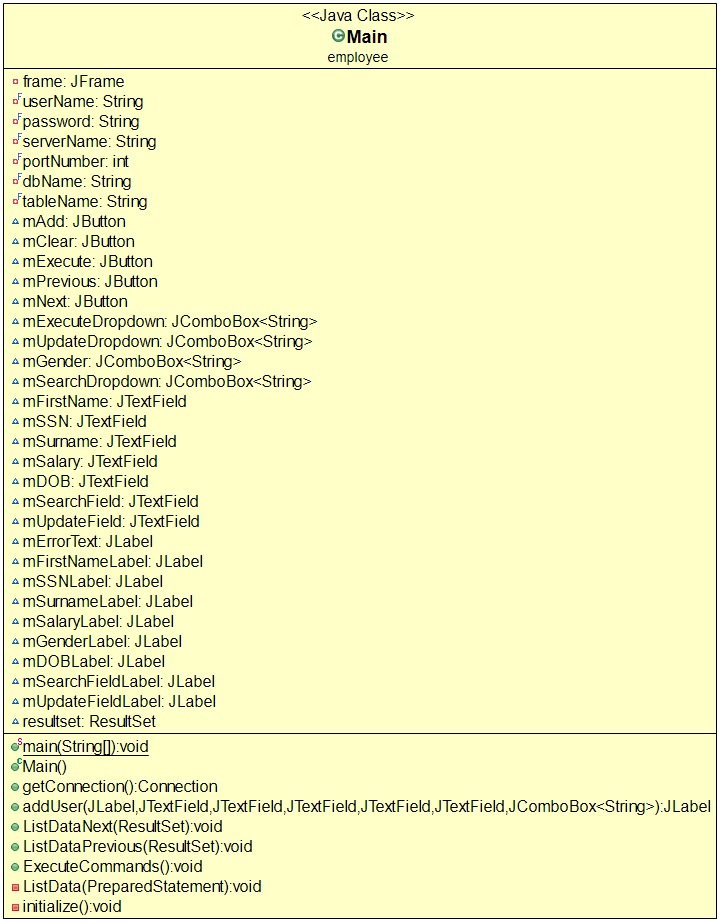 <<Java Class>>
Main
employee
frame: JFrame
userName: String
password: String
serverName: String
portNumber: int
dbName: String
tableName: String
mAdd: JButton
mClear: JButton
mExecute: JButton
mPrevious: JButton
mNext: JButton
mExecuteDropdown: JComboBox<String>
mUpdateDropdown: JComboBox<String>
mGender: JComboBox<String>
mSearchDropdown: JComboBox<String>
mFirstName: JTextField
mSSN: JTextField
mSurname: JTextField
mSalary: JTextField
mDOB: JTextField
mSearchField: JTextField
mUpdateField: JTextField
mErrorText: JLabel
mFirstNameLabel: JLabel
mSSNLabel: JLabel
mSurnameLabel: JLabel
mSalaryLabel: JLabel
mGenderLabel: JLabel
mDOBLabel: JLabel
mSearchFieldLabel: JLabel
mUpdateFieldLabel: JLabel
resultset: ResultSet
main(String[]):void
Main()
getConnection():Connection
addUser(JLabel,JTextField,JTextField,JTextField,JTextField,JTextField,JComboBox<String>):JLabel
ListDataNext(ResultSet):void
ListDataPrevious(ResultSet):void
ExecuteCommands():void
ListData(PreparedStatement):void
initialize():void